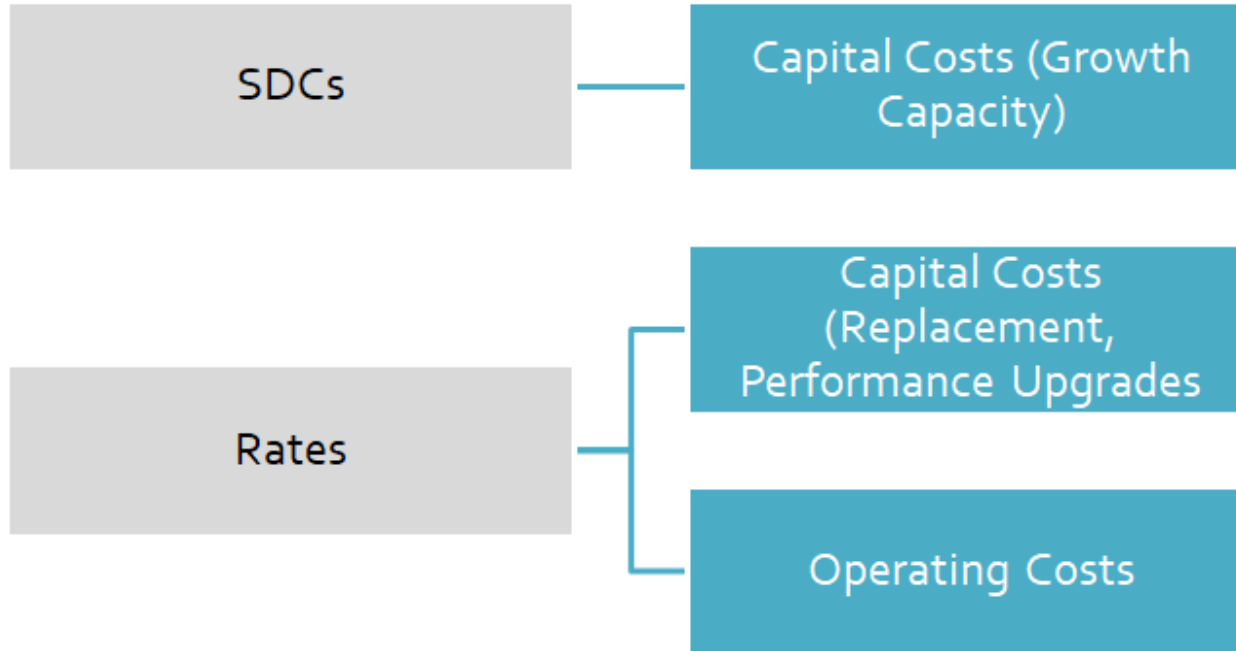 SDCs
Capital Costs (Growth
Capacity)
Rates
Capital Costs
(Replacement,
Performance Upgrades
Operating Costs